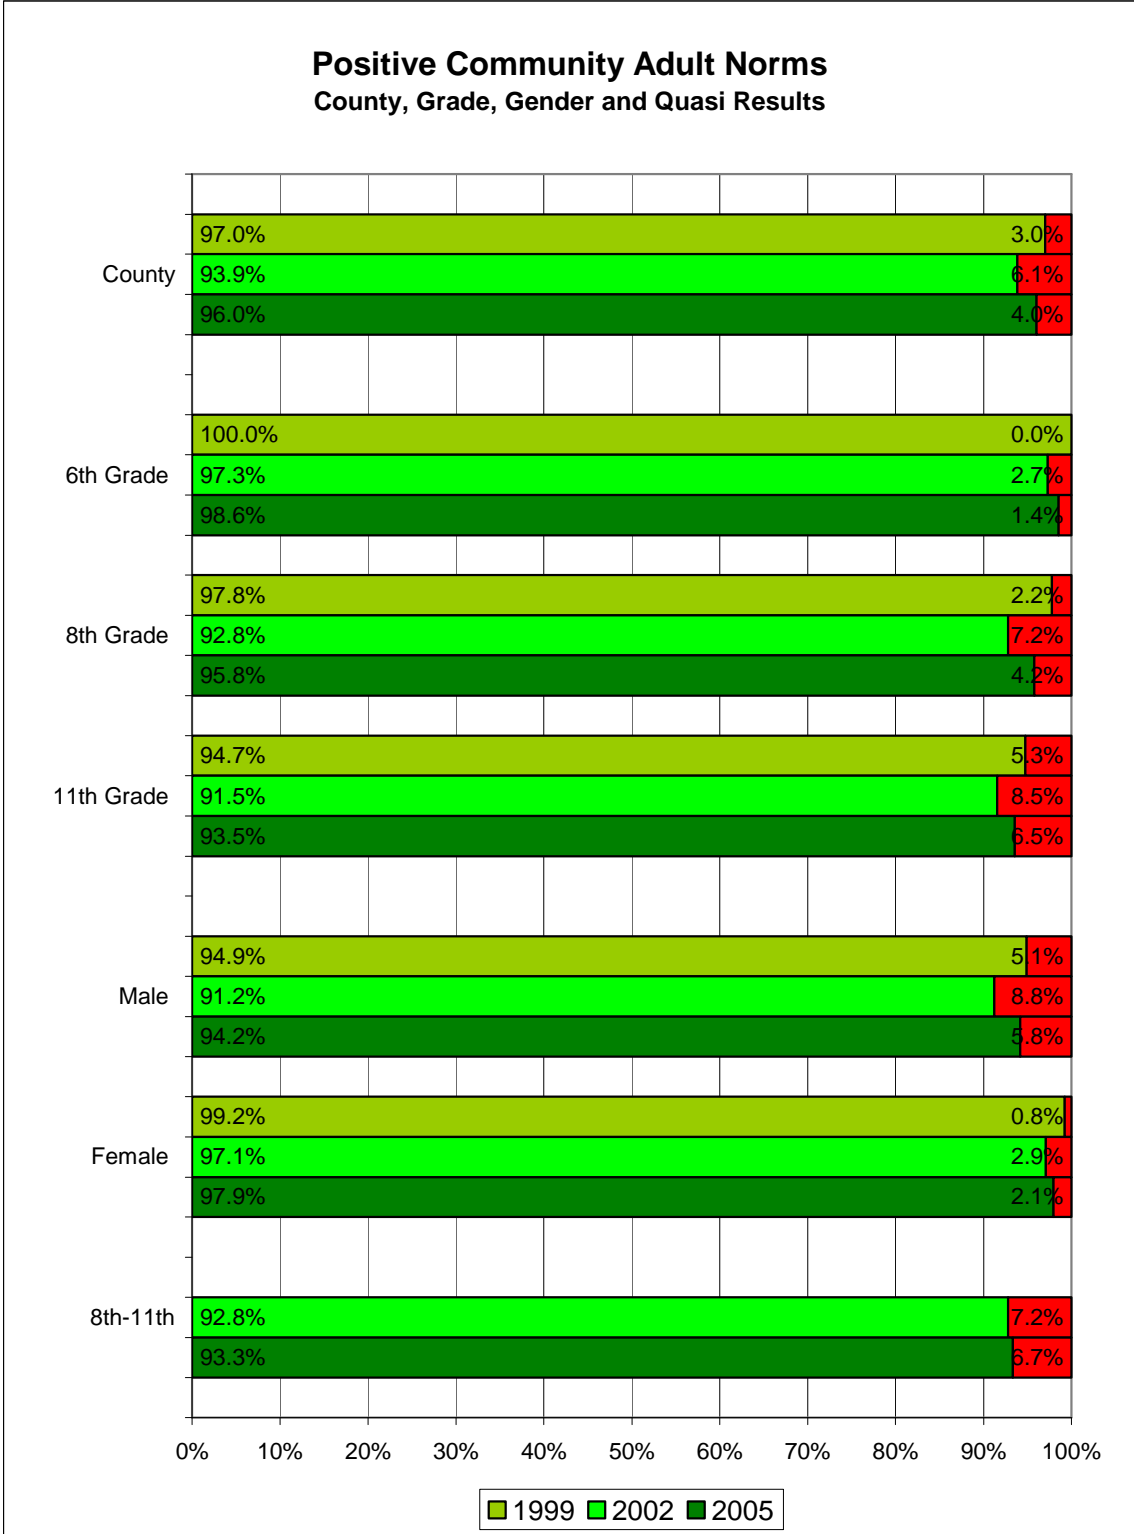 Positive Community Adult Norms
County, Grade, Gender and Quasi Results
97.0% 3.0%
County 93.9% 6.1%
96.0% 4.0%
100.0% 0.0%
6th Grade 97.3% 2.7%
98.6% 1.4%
97.8% 2.2%
8th Grade 92.8% 7.2%
95.8% 4.2%
94.7% 5.3%
11th Grade 91.5% 8.5%
93.5% 6.5%
94.9% 5.1%
Male 91.2% 8.8%
94.2% 5.8%
99.2% 0.8%
Female 97.1% 2.9%
97.9% 2.1%
8th-11th 92.8% 7.2%
93.3% 6.7%
0% 10% 20% 30% 40% 50% 60% 70% 80% 90% 100%
1999 2002 2005